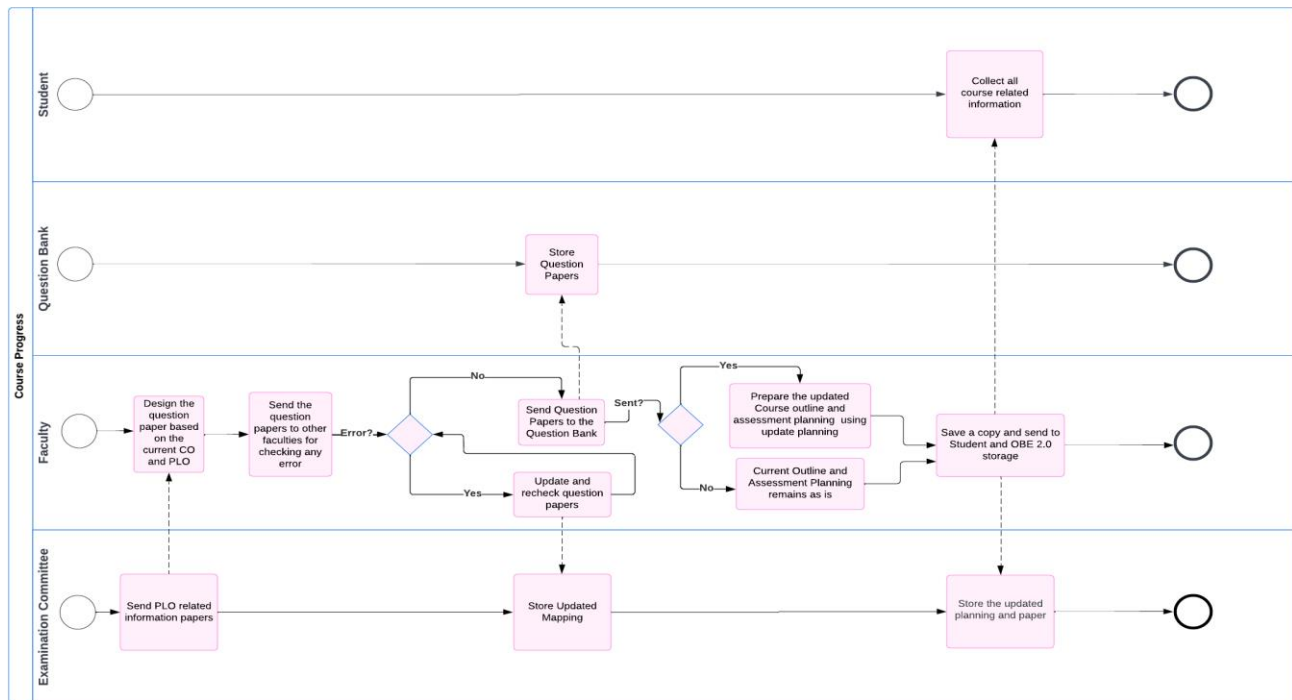 Course Progress
Student
Collect all
course related
information
Question Bank
Store
Question
Papers
Faculty
Design the
question
paper based
on the
current CO
and PLO
Send the
question
papers to other
faculties for
checking any
error
Error?
No
Yes
Send Question
Papers to the
Question Bank
Update and
recheck question
papers
Sent?
Yes
No
Prepare the updated
Course outline and
assessment planning using
update planning
Current Outline and
Assessment Planning
remains as is
Save a copy and send to
Student and OBE 2.0
storage
Examination Committee
Send PLO related
information papers
Store Updated
Mapping
Store the updated
planning and paper